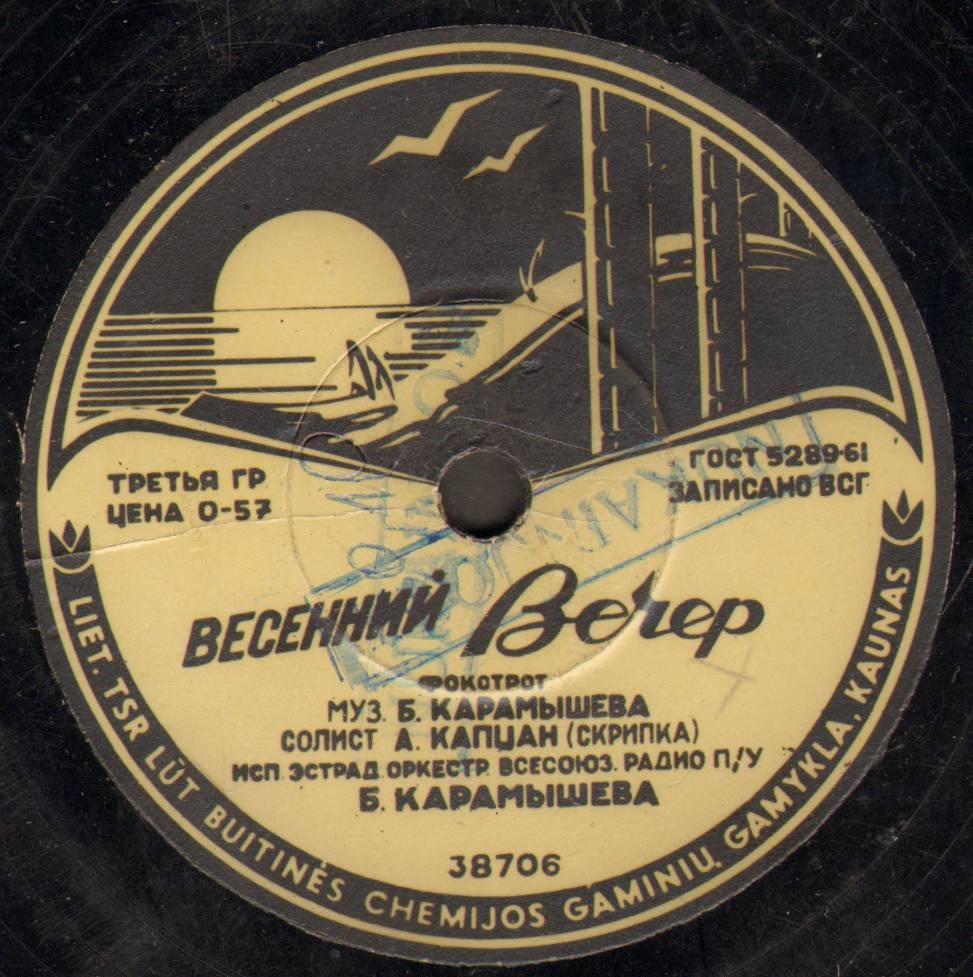 ТРЕТЬЯ ГР
ЦЕНА 0-57
ГОСТ 5289-61
ЗАПИСАНО ВСГ
ВЕСЕННИЙ Вечер
ФОКСТРОТ
МУЗ. Б. КАРАМЫШЕВА
СОЛИСТ А. КАПЦАН (СКРИПКА)
ИСП. ЭСТРАД. ОРКЕСТР. ВСЕСОЮЗ. РАДИО П/У
Б. КАРАМЫШЕВА
38706
LIET. TSR LŪT BUITINĖS CHEMIJOS GAMINIŲ GAMYKLA, KAUNAS